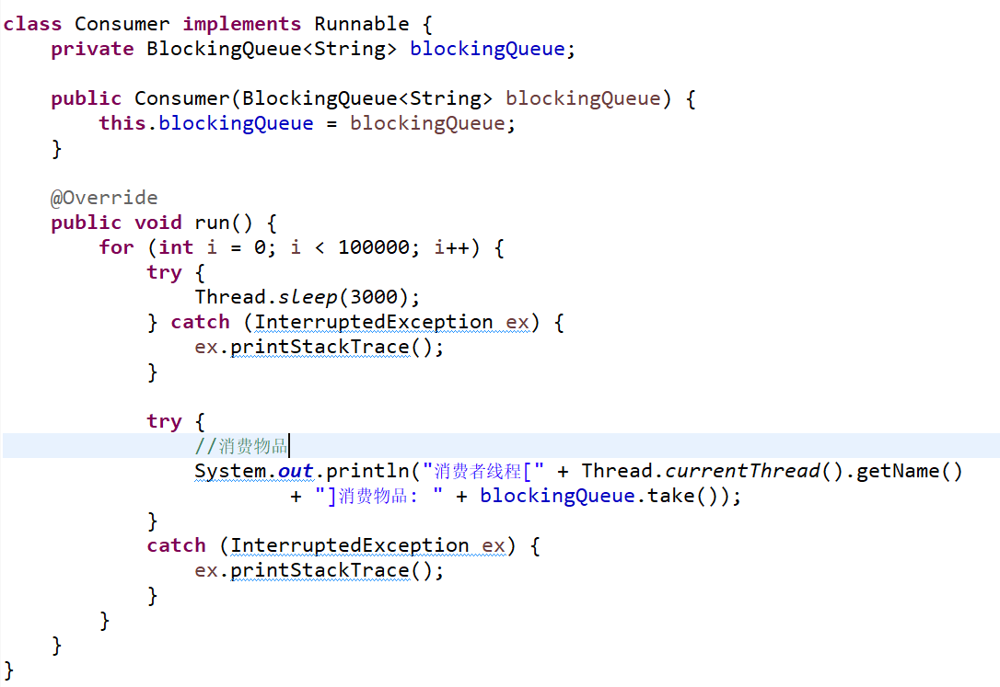 class Consumer implements Runnable {
    private BlockingQueue<String> blockingQueue;

    public Consumer(BlockingQueue<String> blockingQueue) {
        this.blockingQueue = blockingQueue;
    }

    @Override
    public void run() {
        for (int i = 0; i < 100000; i++) {
            try {
                Thread.sleep(3000);
            } catch (InterruptedException ex) {
                ex.printStackTrace();
            }

            try {
                //消费物品
                System.out.println("消费者线程[" + Thread.currentThread().getName()
                        + "]消费物品: " + blockingQueue.take());
            }
            catch (InterruptedException ex) {
                ex.printStackTrace();
            }
        }
    }
}